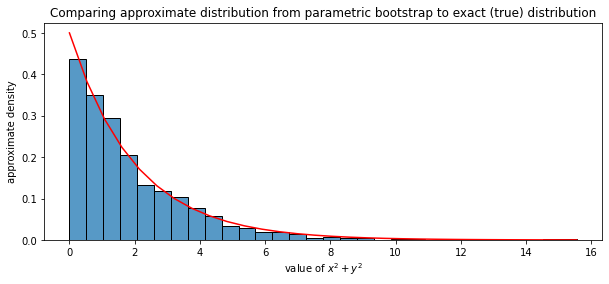 Comparing approximate distribution from parametric bootstrap to exact (true) distribution
approximate density
0.5
0.4
0.3
0.2
0.1
0.0
0 2 4 6 8 10 12 14 16
value of x² + y²